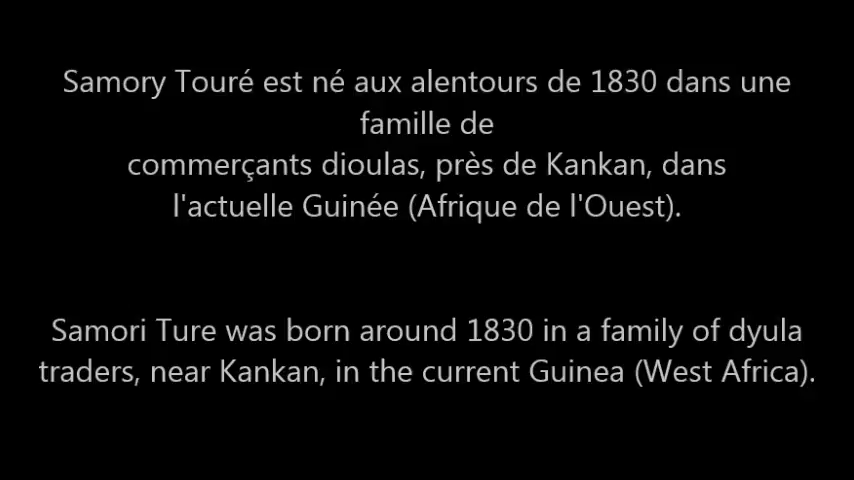 Samory Touré est né aux alentours de 1830 dans une
famille de
commerçants dioulas, près de Kankan, dans
l'actuelle Guinée (Afrique de l'Ouest).
Samori Ture was born around 1830 in a family of dyula
traders, near Kankan, in the current Guinea (West Africa).